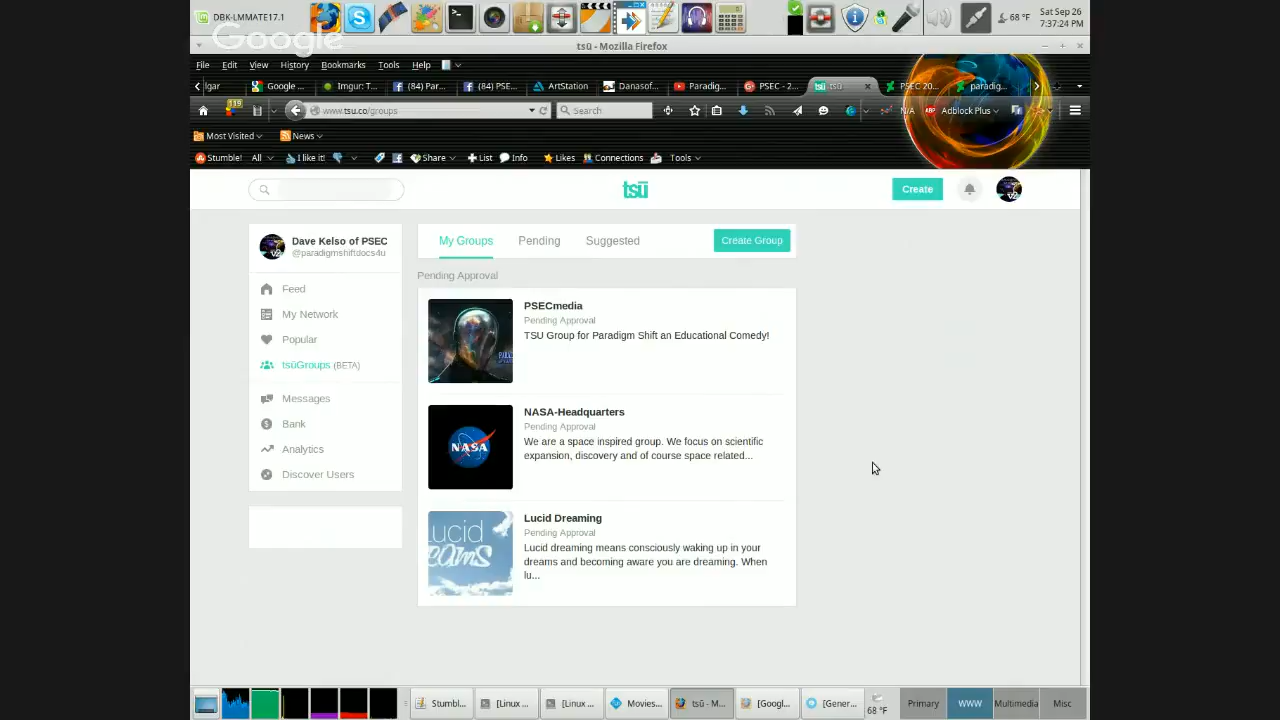 DBK-LMMATE17.1
Google
68 °F
Sat Sep 26
7:37:24 PM
tsū - Mozilla Firefox
File Edit View History Bookmarks Tools
lgar
Google ...
Imgur: T...
(84) Par...
(84) PSE...
ArtStation
Danasof...
Paradig...
PSEC - 2...
tsū
PSEC 20...
paradig...
119
www.tsu.co/groups
Search
N/A
Adblock Plus
Most Visited
News
Stumble! All I like it! Share List Info Likes Connections Tools
tsū
Create
Dave Kelso of PSEC
@paradigmshiftdocs4u
Feed
My Network
Popular
tsūGroups (BETA)
Messages
Bank
Analytics
Discover Users
My Groups Pending Suggested Create Group
Pending Approval
PSECmedia
Pending Approval
TSU Group for Paradigm Shift an Educational Comedy!
NASA
NASA-Headquarters
Pending Approval
We are a space inspired group. We focus on scientific
expansion, discovery and of course space related...
Lucid Dreaming
Pending Approval
Lucid dreaming means consciously waking up in your
dreams and becoming aware you are dreaming. When
lu...
Stumbl...
[Linux ...
[Linux ...
Movies...
tsū - M...
[Googl...
[Gener...
68 °F
Primary WWW Multimedia Misc